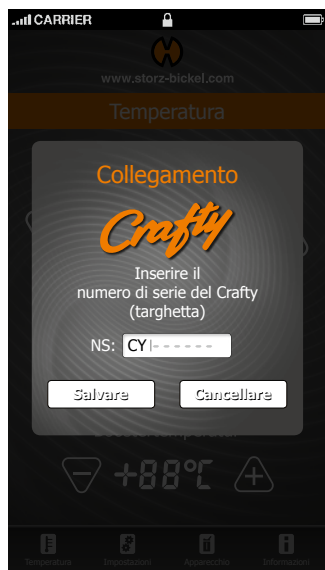 CARRIER
www.storz-bickel.com
Temperatura
Collegamento
Crafty
Inserire il
numero di serie del Crafty
(targhetta)
NS: CY|------
Salvare Cancellare
+88°C
Temperatura Impostazioni Apparecchio Informazioni